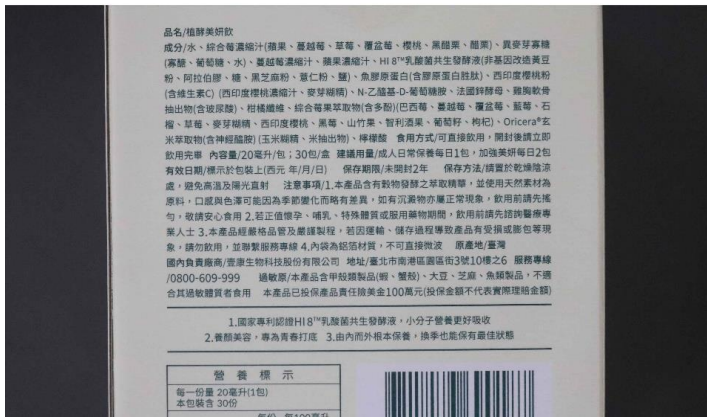 品名/植酵美妍飲
成分/水、綜合莓濃縮汁(蘋果、蔓越莓、草莓、覆盆莓、櫻桃、黑醋栗、醋栗)、異麥芽寡糖
(寡醣、葡萄糖、水)、蔓越莓濃縮汁、蘋果濃縮汁、HI8™乳酸菌共生發酵液(非基因改造黃豆
粉、阿拉伯膠、糖、黑芝麻粉、薏仁粉、鹽)、魚膠原蛋白(含膠原蛋白胜肽)、西印度櫻桃粉
(含維生素C) (西印度櫻桃濃縮汁、麥芽糊精)、N-乙醯基-D-葡萄糖胺、法國鋅酵母、雞胸軟骨
抽出物(含玻尿酸)、柑橘纖維、綜合莓果萃取物(含多酚)(巴西莓、蔓越莓、覆盆莓、藍莓、石
榴、草莓、麥芽糊精、西印度櫻桃、黑莓、山竹果、智利酒果、葡萄籽、枸杞)、Oricera®玄
米萃取物(含神經醯胺) (玉米糊精、米抽出物)、檸檬酸 食用方式/可直接飲用，開封後請立即
飲用完畢 內容量/20毫升/包；30包/盒 建議用量/成人日常保養每日1包，加強美妍每日2包
有效日期/標示於包裝上(西元 年/月/日) 保存期限/未開封2年 保存方法/請置於乾燥陰涼
處，避免高溫及陽光直射 注意事項/1.本產品含有穀物發酵之萃取精華，並使用天然素材為
原料，口感與色澤可能因為季節變化而略有差異，如有沉澱物亦屬正常現象，飲用前請先搖
勻，敬請安心食用 2.若正值懷孕、哺乳、特殊體質或服用藥物期間，飲用前請先諮詢醫療專
業人士 3.本產品經嚴格品管及嚴謹製程，若因運輸、儲存過程導致產品有受損或膨包等現
象，請勿飲用，並聯繫服務專線 4.內袋為鋁箔材質，不可直接微波 原產地/臺灣
國內負責廠商/壹康生物科技股份有限公司 地址/臺北市南港區園區街3號10樓之6 服務專線
/0800-609-999 過敏原/本產品含甲殼類製品(蝦、蟹殼)、大豆、芝麻、魚類製品，不適
合其過敏體質者食用 本產品已投保產品責任險美金100萬元(投保金額不代表實際理賠金額)
1.國家專利認證HI8™乳酸菌共生發酵液，小分子營養更好吸收
2.養顏美容，專為青春打底 3.由內而外根本保養，換季也能保有最佳狀態
營養標示
每一份量 20毫升(1包)
本包裝含 30份
每份 每100毫升